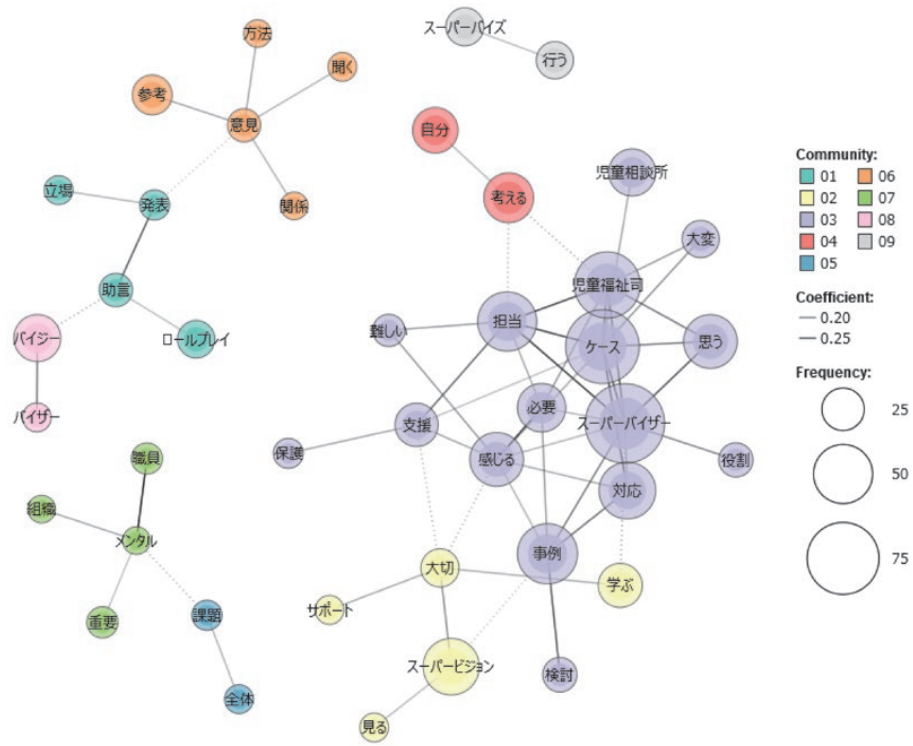 スーパーバイズ
行う
方法
聞く
参考
意見
関係
立場
発表
助言
ロールプレイ
バイジー
バイザー
自分
考える
児童相談所
大変
児童福祉司
担当
難しい
ケース
思う
必要
支援
スーパーバイザー
保護
感じる
役割
対応
事例
大切
学ぶ
サポート
スーパービジョン
検討
見る
職員
組織
メンタル
重要
課題
全体
Community:
01 06
02 07
03 08
04 09
05
Coefficient:
0.20
0.25
Frequency:
25
50
75